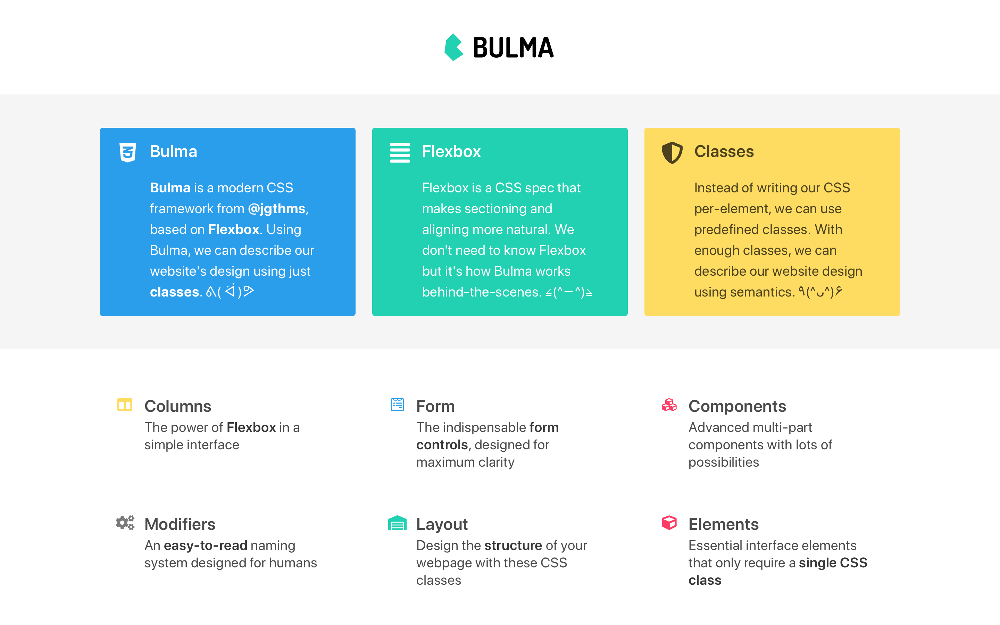 BULMA
Bulma
Bulma is a modern CSS
framework from @jgthms,
based on Flexbox. Using
Bulma, we can describe our
website's design using just
classes. ᕕ( ᐛ )ᕗ
Flexbox
Flexbox is a CSS spec that
makes sectioning and
aligning more natural. We
don't need to know Flexbox
but it's how Bulma works
behind-the-scenes. ⦤(^ー^)⦥
Classes
Instead of writing our CSS
per-element, we can use
predefined classes. With
enough classes, we can
describe our website design
using semantics. ٩(^ᴗ^)۶
Columns
The power of Flexbox in a
simple interface
Form
The indispensable form
controls, designed for
maximum clarity
Components
Advanced multi-part
components with lots of
possibilities
Modifiers
An easy-to-read naming
system designed for humans
Layout
Design the structure of your
webpage with these CSS
classes
Elements
Essential interface elements
that only require a single CSS
class